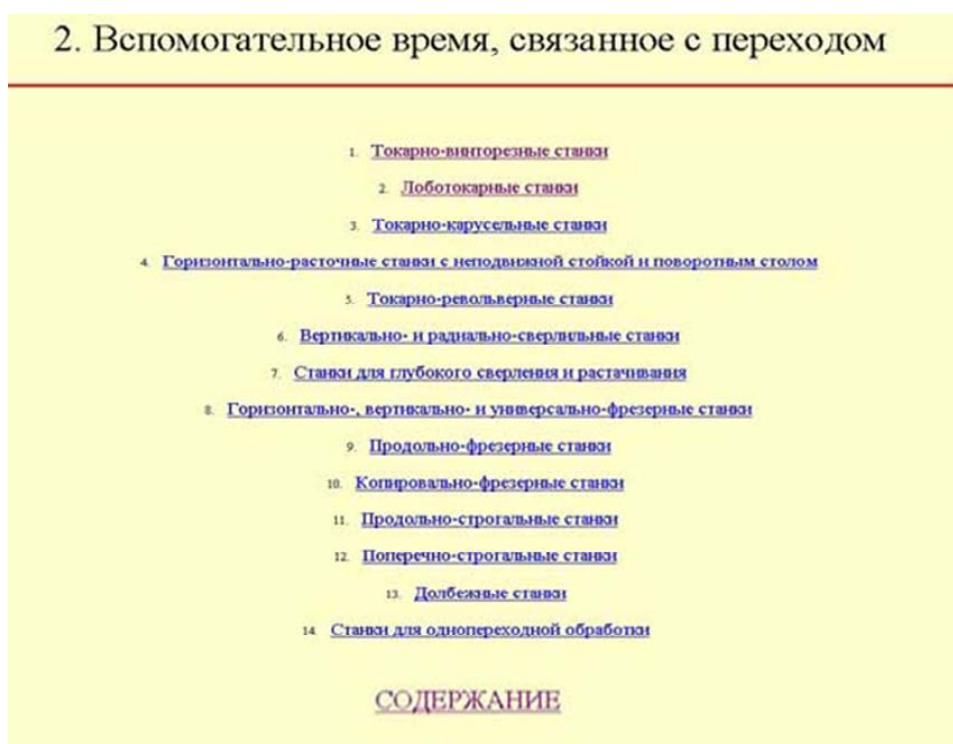 2. Вспомогательное время, связанное с переходом
1. Токарно-винторезные станки
2. Лоботокарные станки
3. Токарно-карусельные станки
4. Горизонтально-расточные станки с неподвижной стойкой и поворотным столом
5. Токарно-револьверные станки
6. Вертикально- и радиально-сверлильные станки
7. Станки для глубокого сверления и растачивания
8. Горизонтально-, вертикально- и универсально-фрезерные станки
9. Продольно-фрезерные станки
10. Копировально-фрезерные станки
11. Продольно-строгальные станки
12. Поперечно-строгальные станки
13. Долбежные станки
14. Станки для однопереходной обработки
СОДЕРЖАНИЕ